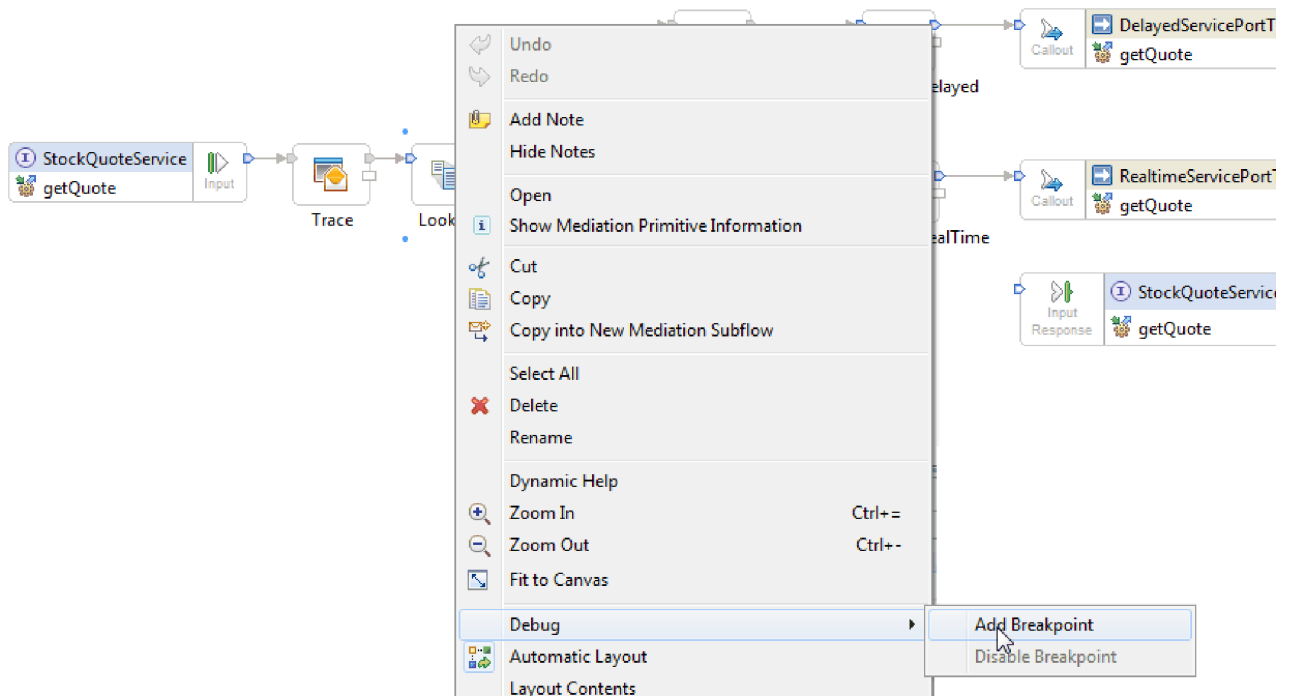 StockQuoteService
getQuote
Input
Trace
Look
Undo
Redo
Add Note
Hide Notes
Open
Show Mediation Primitive Information
Cut
Copy
Copy into New Mediation Subflow
Select All
Delete
Rename
Dynamic Help
Zoom In Ctrl+=
Zoom Out Ctrl+-
Fit to Canvas
Debug
Automatic Layout
Layout Contents
Add Breakpoint
Disable Breakpoint
elayed
ealTime
Callout
DelayedServicePortT
getQuote
Callout
RealtimeServicePortT
getQuote
Input
Response
StockQuoteService
getQuote